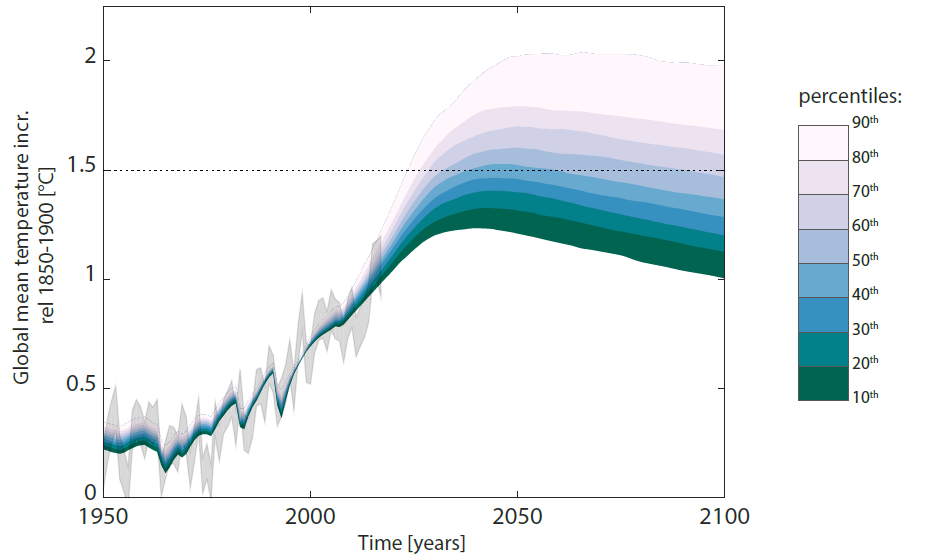 Global mean temperature incr.
rel 1850-1900 [°C]
2
1.5
1
0.5
0
1950
2000
2050
2100
Time [years]
percentiles:
90th
80th
70th
60th
50th
40th
30th
20th
10th